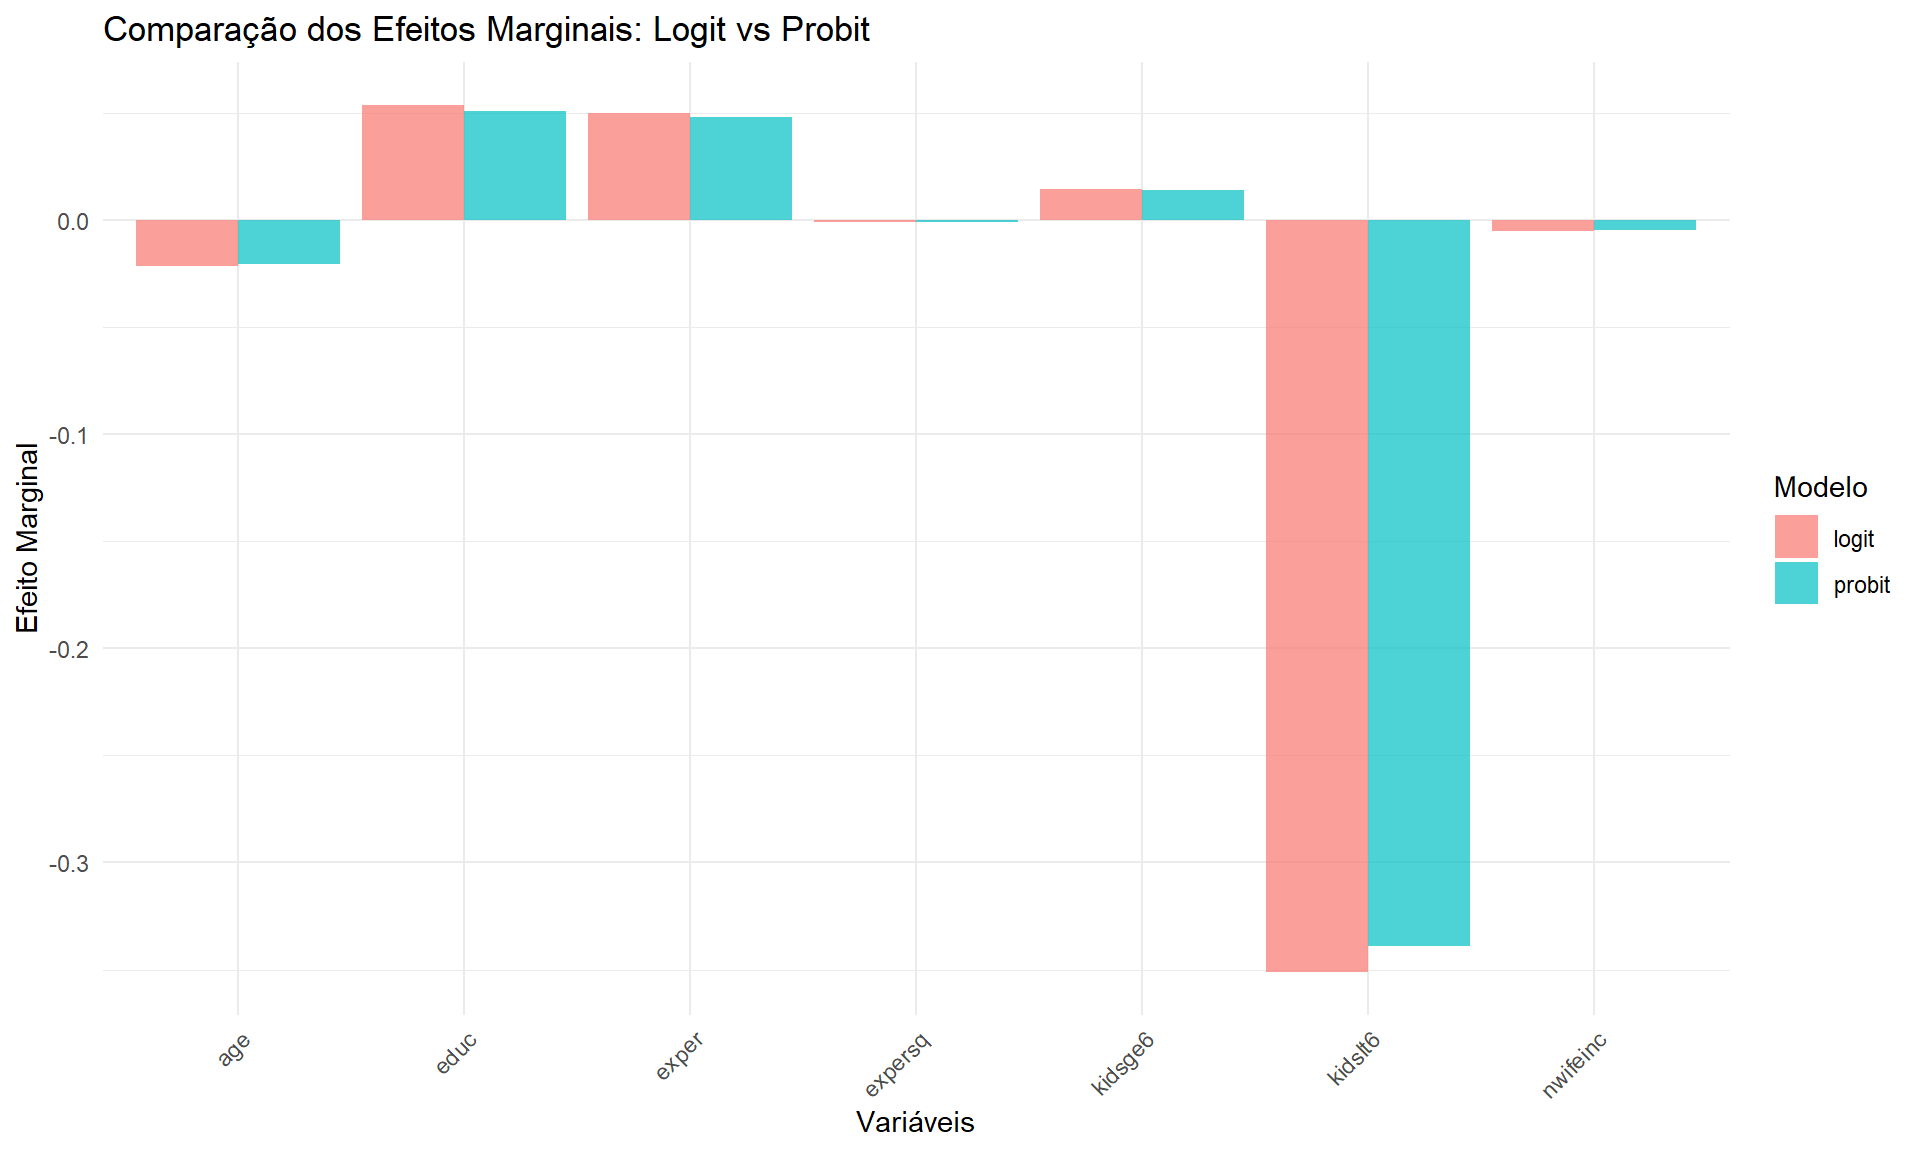 Comparação dos Efeitos Marginais: Logit vs Probit
Efeito Marginal
0.0
-0.1
-0.2
-0.3
age
educ
exper
expersq
kidsge6
kidslt6
nwifeinc
Variáveis
Modelo
logit
probit